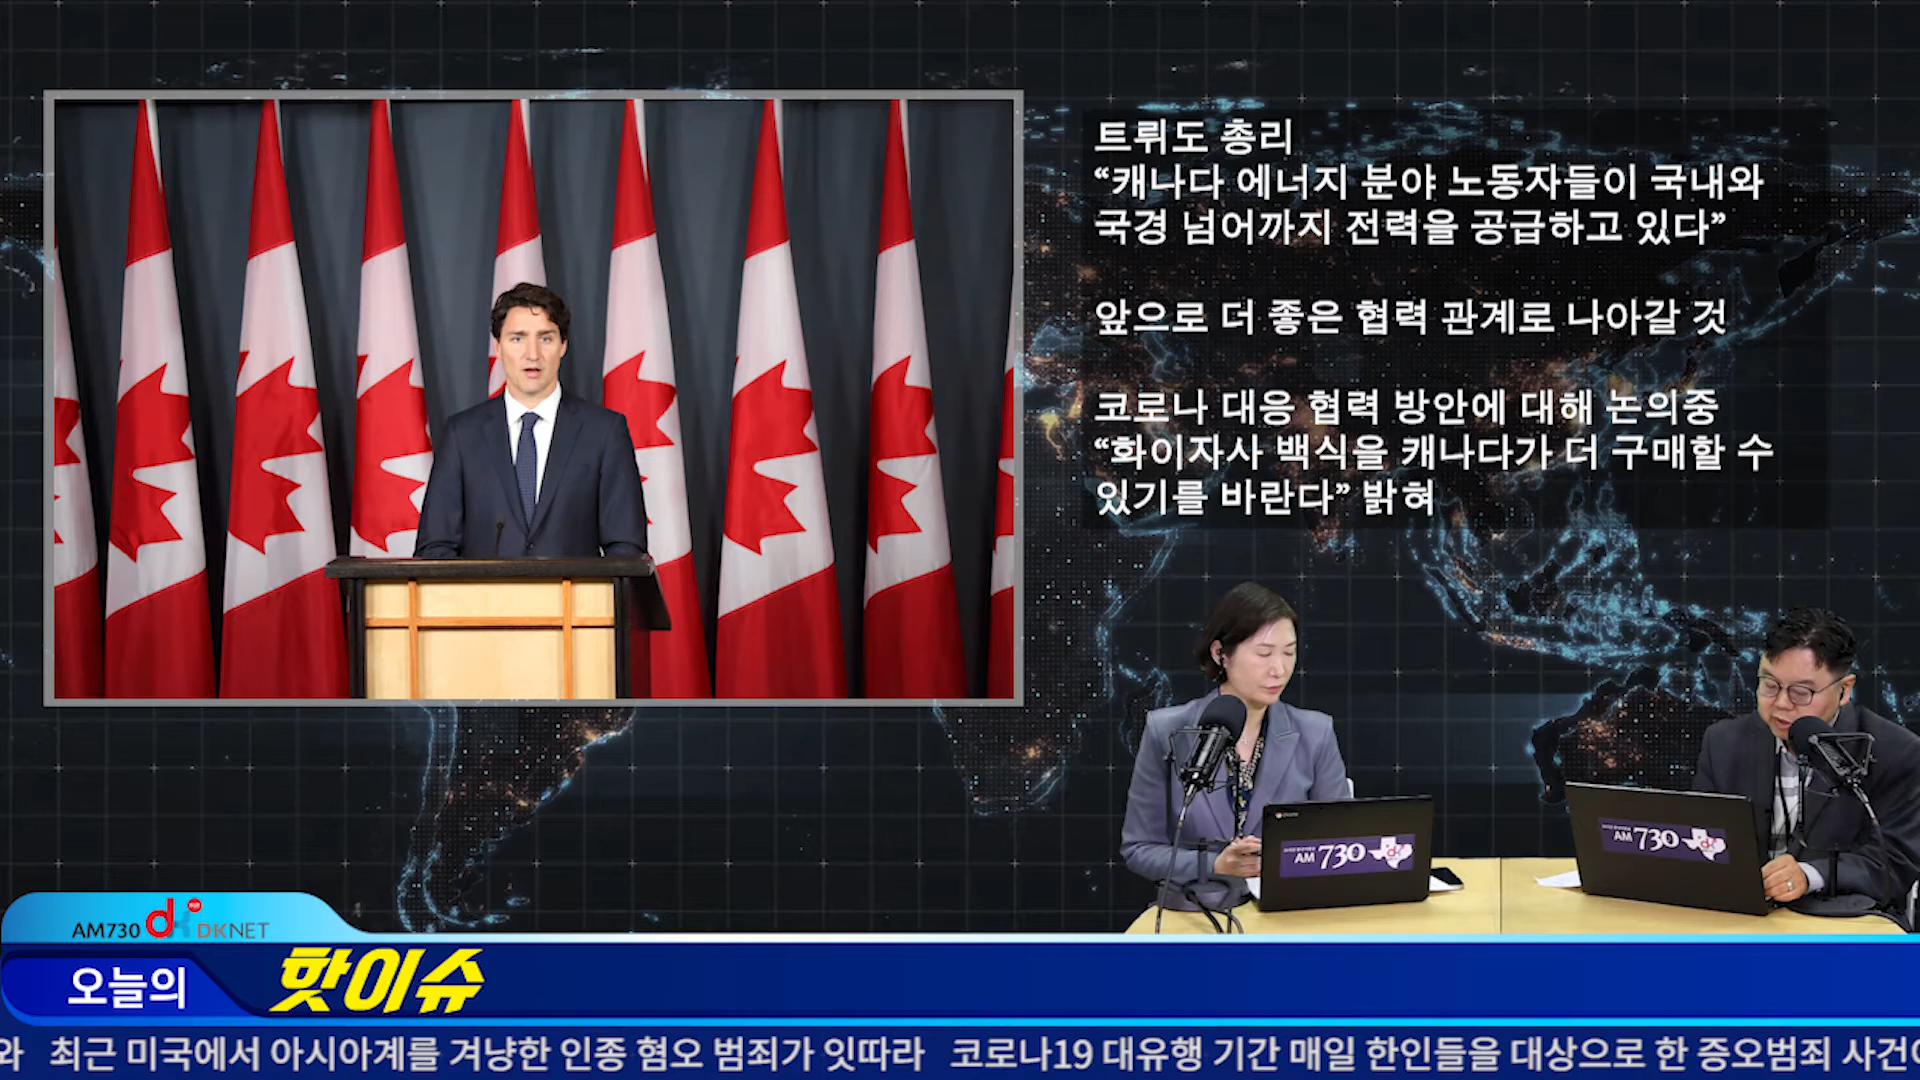 트뤼도 총리
“캐나다 에너지 분야 노동자들이 국내와
국경 넘어까지 전력을 공급하고 있다”
앞으로 더 좋은 협력 관계로 나아갈 것
코로나 대응 협력 방안에 대해 논의중
“화이자사 백식을 캐나다가 더 구매할 수
있기를 바란다” 밝혀
AM 730
AM 730
AM730 dk DKNET
오늘의 핫이슈
와 최근 미국에서 아시아계를 겨냥한 인종 혐오 범죄가 잇따라 코로나19 대유행 기간 매일 한인들을 대상으로 한 증오범죄 사건이